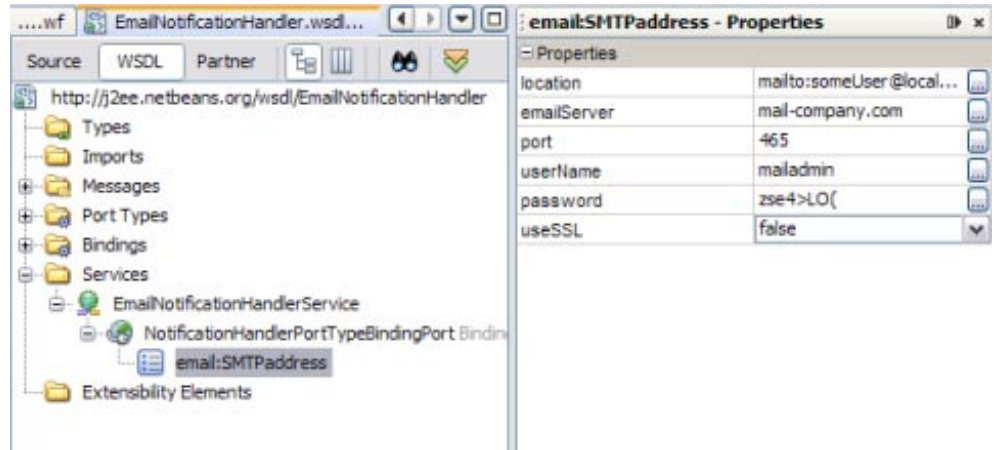 ....wf EmailNotificationHandler.wsdl...
Source WSDL Partner
http://j2ee.netbeans.org/wsdl/EmailNotificationHandler
Types
Imports
Messages
Port Types
Bindings
Services
EmailNotificationHandlerService
NotificationHandlerPortTypeBindingPort Bindin
email:SMTPaddress
Extensibility Elements
email:SMTPaddress - Properties
Properties
location mailto:someUser@local... ...
emailServer mail-company.com ...
port 465 ...
userName mailadmin ...
password zse4>LO( ...
useSSL false